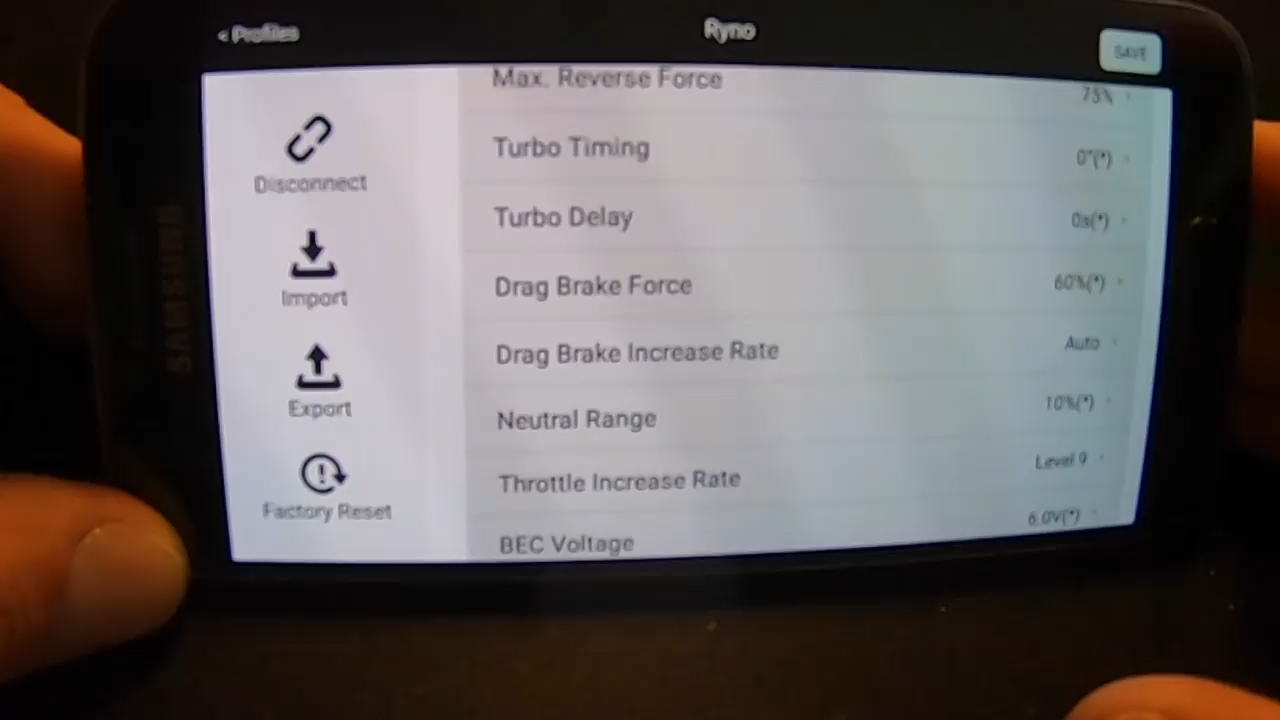 < Profiles
Ryno
SAVE
Disconnect
Import
Export
Factory Reset
Max. Reverse Force 75% ›
Turbo Timing 0°(*) ›
Turbo Delay 0s(*) ›
Drag Brake Force 60%(*) ›
Drag Brake Increase Rate Auto ›
Neutral Range 10%(*) ›
Throttle Increase Rate Level 9 ›
BEC Voltage 6.0V(*) ›
SAMSUNG